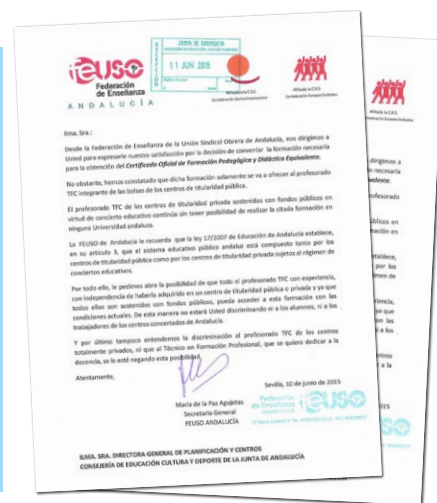 FEUSO
Federación
de Enseñanza
ANDALUCÍA
JUNTA DE ANDALUCÍA
11 JUN 2015
Afiliada a C.S.I.
Afiliada a C.E.S.
Ilma. Sra.:
Desde la Federación de Enseñanza de la Unión Sindical Obrera de Andalucía, nos dirigimos a
Usted para expresarle nuestra satisfacción por la decisión de comenzar la formación necesaria
para la obtención del Certificado Oficial de Formación Pedagógica y Didáctica Equivalente.
No obstante, hemos constatado que dicha formación solamente se va a ofrecer al profesorado
TFC integrante de las bolsas de los centros de titularidad pública.
El profesorado TFC de los centros de titularidad privada sostenidos con fondos públicos en
virtud de concierto educativo continúa sin tener posibilidad de realizar la citada formación en
ninguna Universidad andaluza.
La FEUSO de Andalucía le recuerda que la ley 17/2007 de Educación de Andalucía establece,
en su artículo 3, que el sistema educativo público andaluz está compuesto tanto por los
centros de titularidad pública como por los centros de titularidad privada sujetos al régimen de
conciertos educativos.
Por todo ello, le pedimos abra la posibilidad de que todo el profesorado TFC con experiencia,
con independencia de haberla adquirido en un centro de titularidad pública o privada y ya que
todos ellos son sostenidos con fondos públicos, pueda acceder a esta formación con las
condiciones actuales. De esta manera no estará Usted discriminando ni a los alumnos, ni a los
trabajadores de los centros concertados de Andalucía.
Y por último tampoco entendemos la discriminación al profesorado TFC de los centros
totalmente privados, ni que al Técnico en Formación Profesional, que se quiera dedicar a la
docencia, se le esté negando esta posibilidad.
Atentamente,
Sevilla, 10 de junio de 2015
María de la Paz Agujetas
Secretaria General
FEUSO ANDALUCÍA
Federación
de Enseñanza
FEUSO
ILMA. SRA. DIRECTORA GENERAL DE PLANIFICACIÓN Y CENTROS
CONSEJERÍA DE EDUCACIÓN CULTURA Y DEPORTE DE LA JUNTA DE ANDALUCÍA